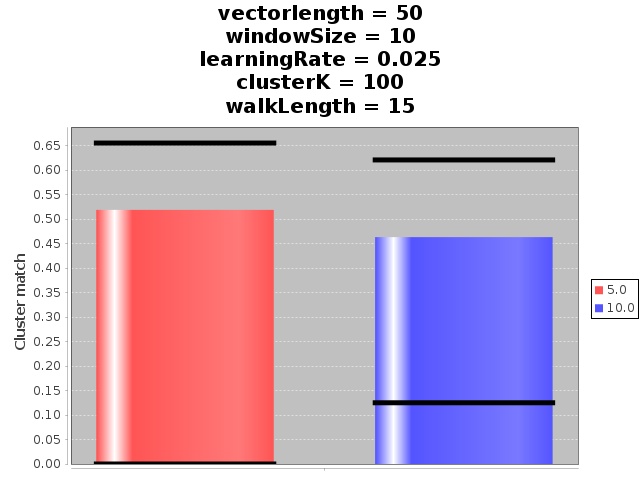 vectorlength = 50
windowSize = 10
learningRate = 0.025
clusterK = 100
walkLength = 15
0.65
0.60
0.55
0.50
0.45
0.40
0.35
0.30
0.25
0.20
0.15
0.10
0.05
0.00
Cluster match
5.0
10.0